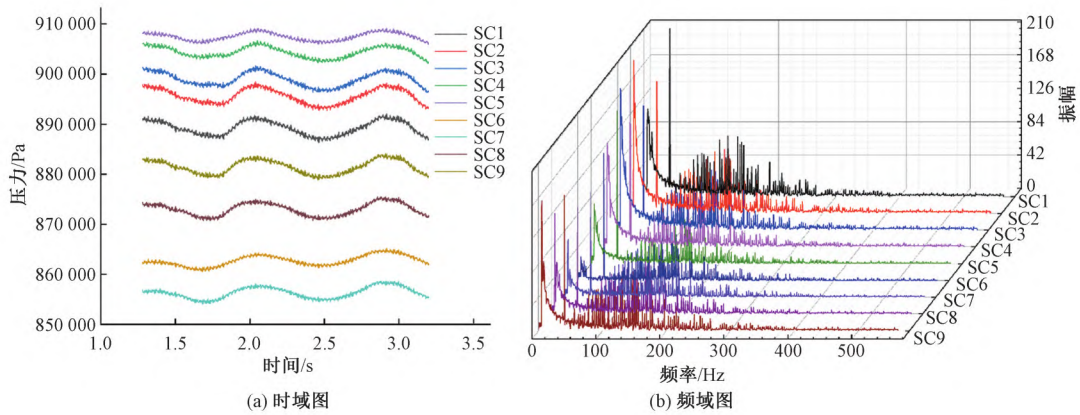 910 000
900 000
890 000
880 000
870 000
860 000
850 000
压力/Pa
1.0
1.5
2.0
2.5
3.0
3.5
时间/s
SC1
SC2
SC3
SC4
SC5
SC6
SC7
SC8
SC9
(a) 时域图
210
168
126
84
42
0
振幅
SC1
SC2
SC3
SC4
SC5
SC6
SC7
SC8
SC9
0
100
200
300
400
500
频率/Hz
(b) 频域图